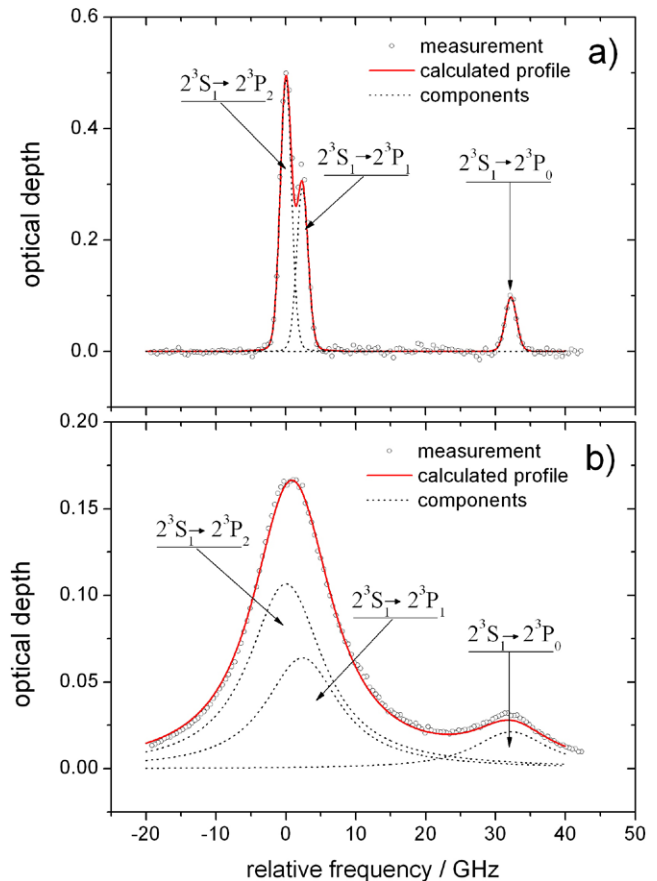 0.6
0.4
0.2
0.0
optical depth
measurement
calculated profile
components
a)
2³S₁→2³P₂
2³S₁→2³P₁
2³S₁→2³P₀
0.20
0.15
0.10
0.05
0.00
optical depth
measurement
calculated profile
components
b)
2³S₁→2³P₂
2³S₁→2³P₁
2³S₁→2³P₀
-20 -10 0 10 20 30 40 50
relative frequency / GHz